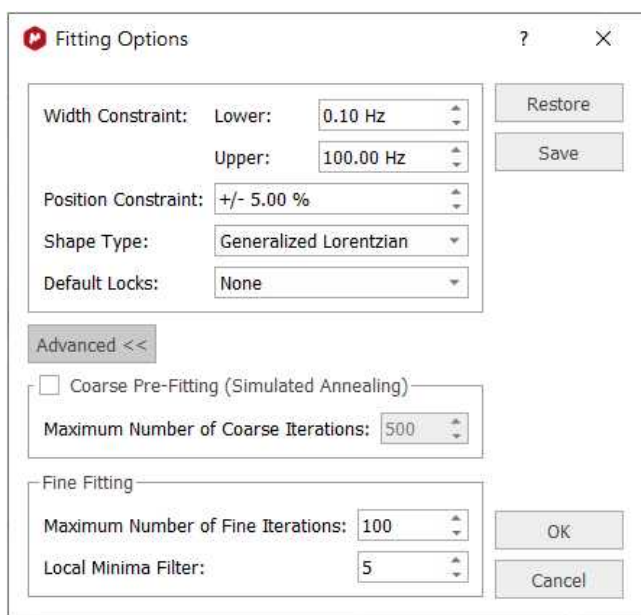 Fitting Options ? X
Width Constraint: Lower: 0.10 Hz Restore
Upper: 100.00 Hz Save
Position Constraint: +/- 5.00 %
Shape Type: Generalized Lorentzian
Default Locks: None
Advanced <<
Coarse Pre-Fitting (Simulated Annealing)
Maximum Number of Coarse Iterations: 500
Fine Fitting
Maximum Number of Fine Iterations: 100 OK
Local Minima Filter: 5 Cancel